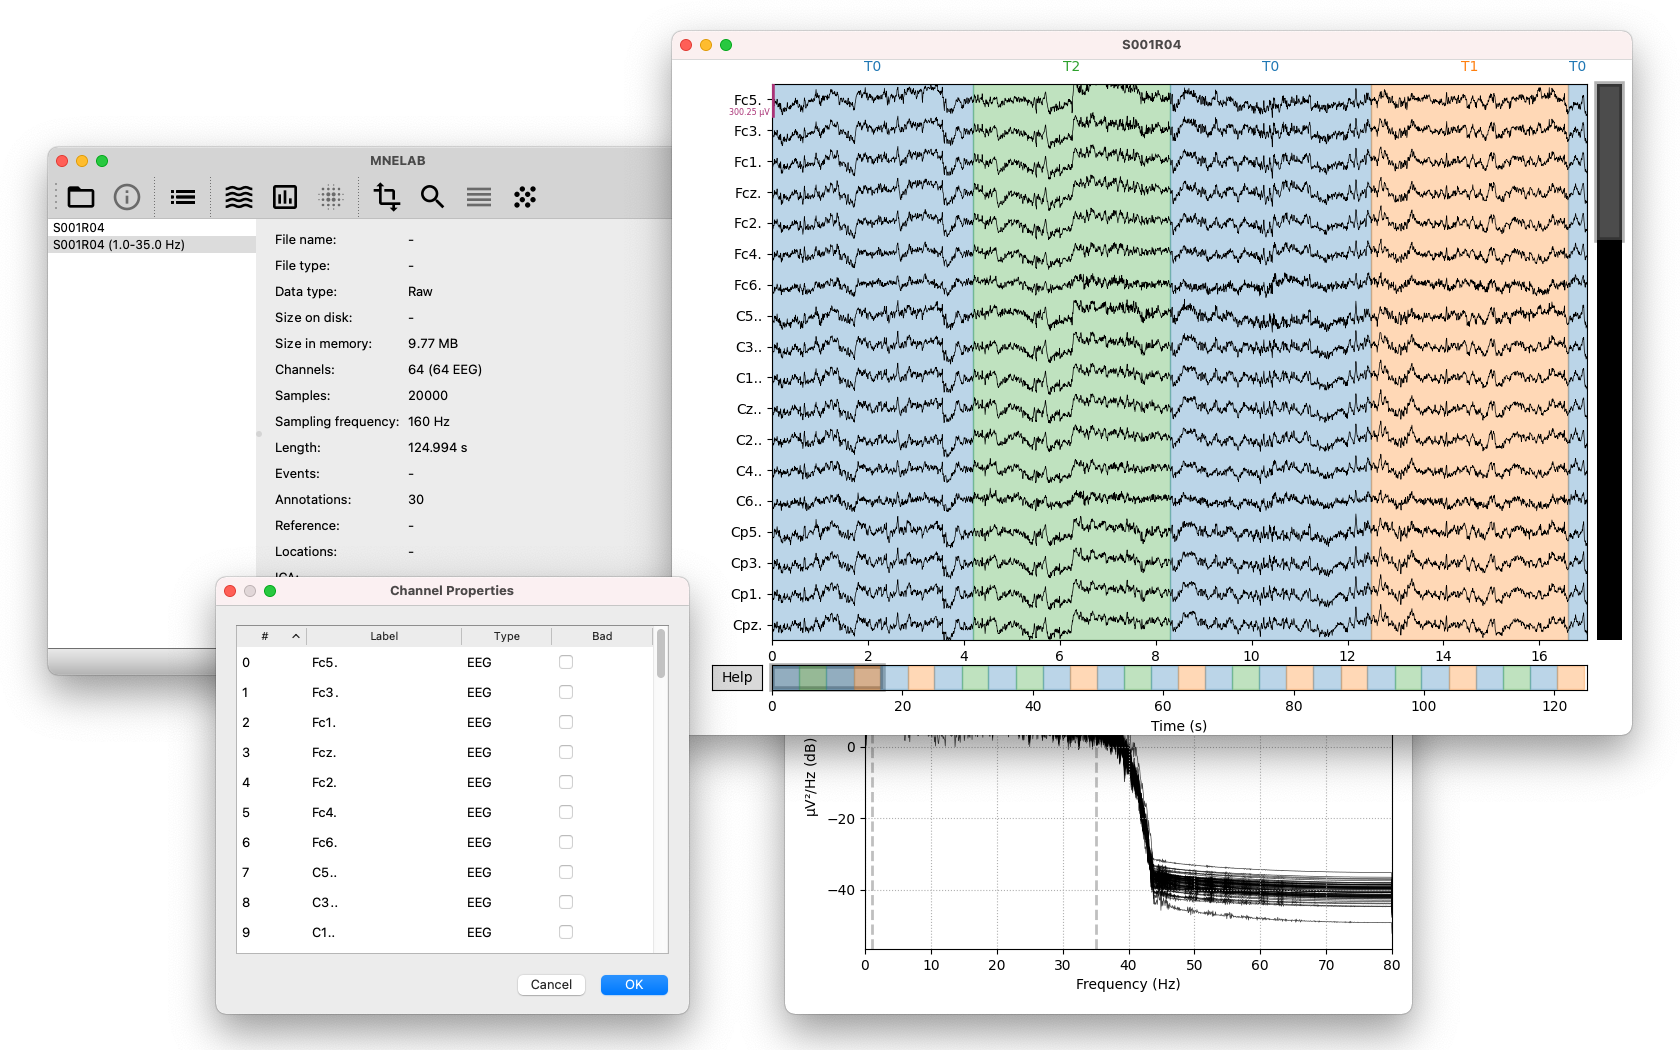 MNELAB
S001R04
S001R04 (1.0-35.0 Hz)
File name: -
File type: -
Data type: Raw
Size on disk: -
Size in memory: 9.77 MB
Channels: 64 (64 EEG)
Samples: 20000
Sampling frequency: 160 Hz
Length: 124.994 s
Events: -
Annotations: 30
Reference: -
Locations: -
S001R04
T0 T2 T0 T1 T0
Fc5.
300.25 µV
Fc3.
Fc1.
Fcz.
Fc2.
Fc4.
Fc6.
C5..
C3..
C1..
Cz..
C2..
C4..
C6..
Cp5.
Cp3.
Cp1.
Cpz.
0 2 4 6 8 10 12 14 16
Help
0 20 40 60 80 100 120
Time (s)
Channel Properties
# Label Type Bad
0 Fc5. EEG
1 Fc3. EEG
2 Fc1. EEG
3 Fcz. EEG
4 Fc2. EEG
5 Fc4. EEG
6 Fc6. EEG
7 C5.. EEG
8 C3.. EEG
9 C1.. EEG
Cancel OK
µV²/Hz (dB)
0
−20
−40
0 10 20 30 40 50 60 70 80
Frequency (Hz)